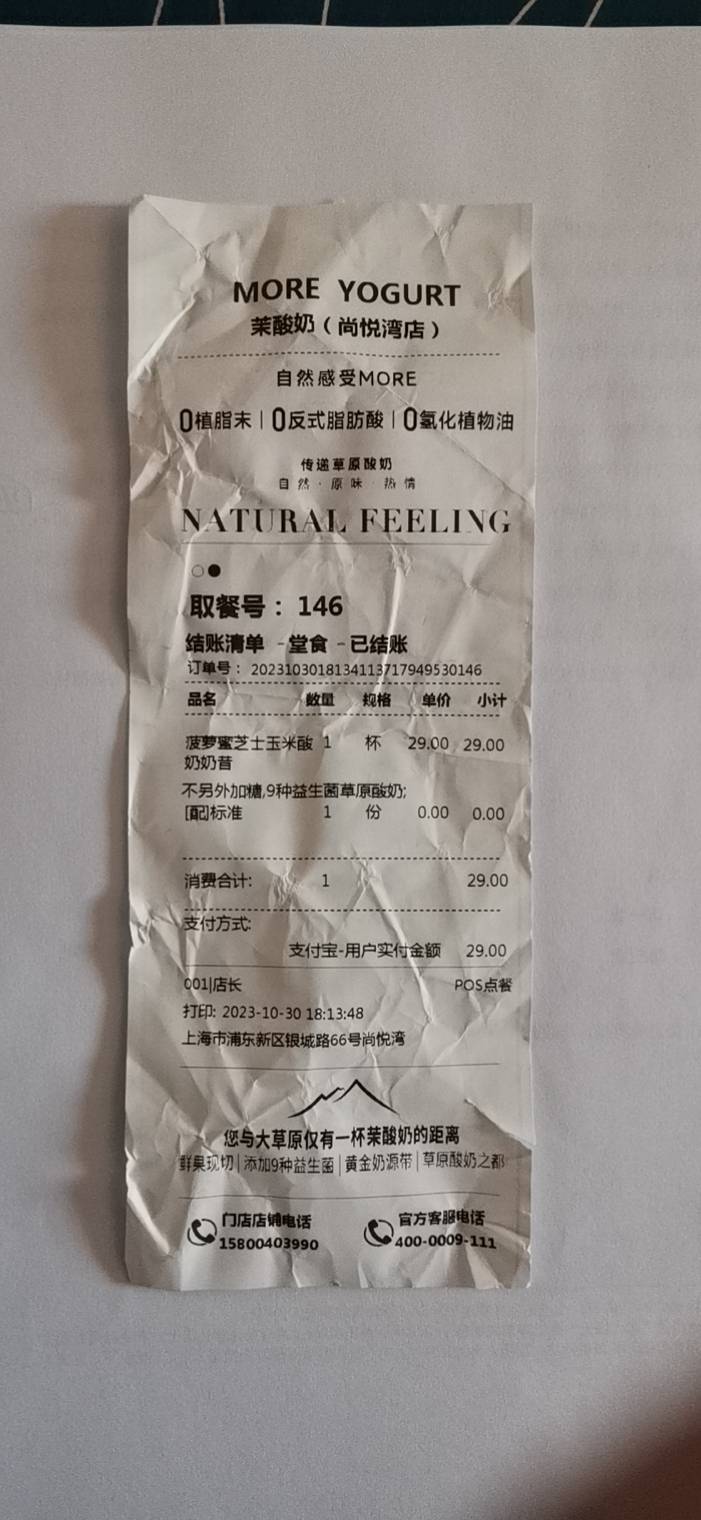 MORE YOGURT
茉酸奶（尚悦湾店）
自然感受MORE
0植脂末｜0反式脂肪酸｜0氢化植物油
传递草原酸奶
自然·原味·热情
NATURAL FEELING
取餐号：146
结账清单 -堂食 -已结账
订单号：2023103018134113717949530146
品名 数量 规格 单价 小计
菠萝蜜芝士玉米酸 1 杯 29.00 29.00
奶奶昔
不另外加糖,9种益生菌草原酸奶;
[配]标准 1 份 0.00 0.00
消费合计: 1 29.00
支付方式:
支付宝-用户实付金额 29.00
001|店长 POS点餐
打印: 2023-10-30 18:13:48
上海市浦东新区银城路66号尚悦湾
您与大草原仅有一杯茉酸奶的距离
鲜果现切｜添加9种益生菌｜黄金奶源带｜草原酸奶之都
门店店铺电话 官方客服电话
15800403990 400-0009-111